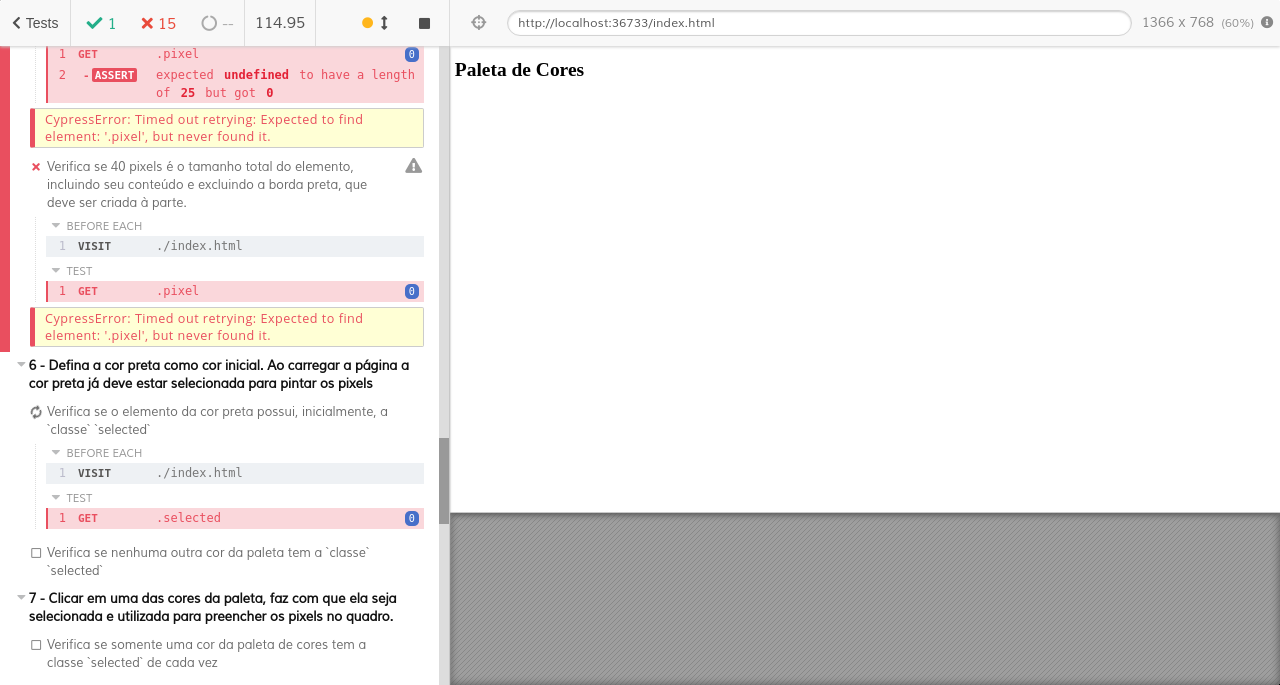 Tests 1 15 -- 114.95 http://localhost:36733/index.html 1366 x 768 (60%)
1 GET .pixel 0
2 -ASSERT expected undefined to have a length
of 25 but got 0
CypressError: Timed out retrying: Expected to find
element: '.pixel', but never found it.
Verifica se 40 pixels é o tamanho total do elemento,
incluindo seu conteúdo e excluindo a borda preta, que
deve ser criada à parte.
BEFORE EACH
1 VISIT ./index.html
TEST
1 GET .pixel 0
CypressError: Timed out retrying: Expected to find
element: '.pixel', but never found it.
6 - Defina a cor preta como cor inicial. Ao carregar a página a
cor preta já deve estar selecionada para pintar os pixels
Verifica se o elemento da cor preta possui, inicialmente, a
`classe` `selected`
BEFORE EACH
1 VISIT ./index.html
TEST
1 GET .selected 0
Verifica se nenhuma outra cor da paleta tem a `classe`
`selected`
7 - Clicar em uma das cores da paleta, faz com que ela seja
selecionada e utilizada para preencher os pixels no quadro.
Verifica se somente uma cor da paleta de cores tem a
classe `selected` de cada vez
Paleta de Cores